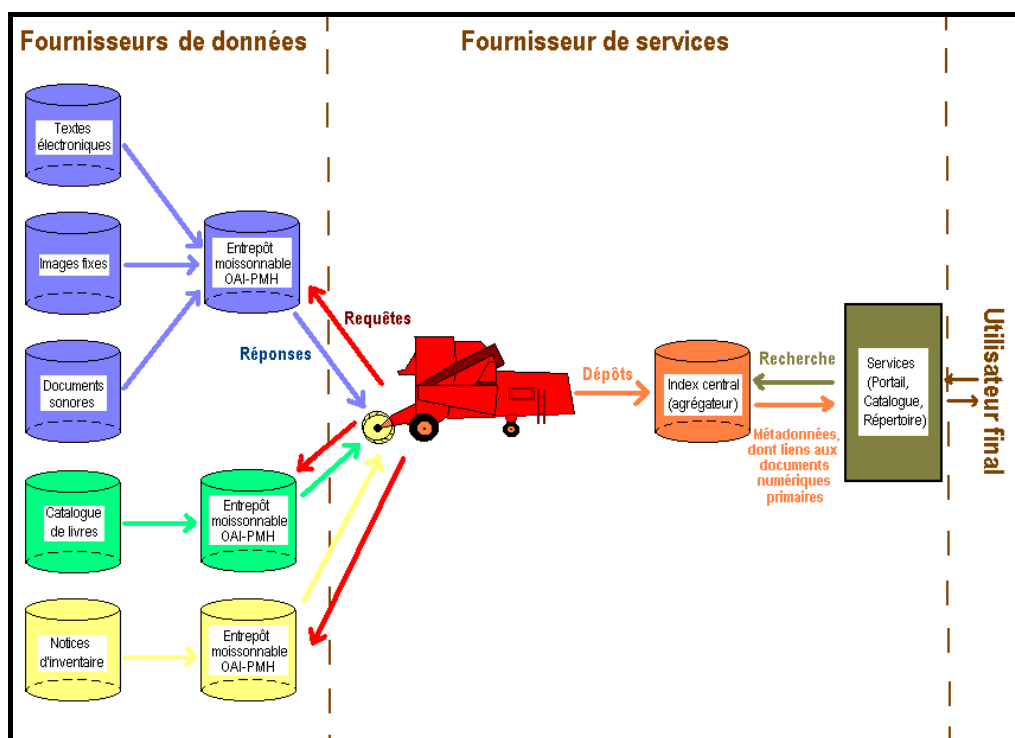 Fournisseurs de données
Fournisseur de services
Textes
électroniques
Images fixes
Entrepôt
moissonnable
OAI-PMH
Documents
sonores
Requêtes
Réponses
Dépôts
Index central
(agrégateur)
Recherche
Métadonnées,
dont liens aux
documents
numériques
primaires
Services
(Portail,
Catalogue,
Répertoire)
Utilisateur final
Catalogue
de livres
Entrepôt
moissonnable
OAI-PMH
Notices
d'inventaire
Entrepôt
moissonnable
OAI-PMH